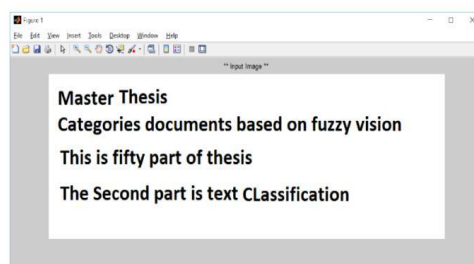 Figure 1
File Edit View Insert Tools Desktop Window Help
** Input Image **
Master Thesis
Categories documents based on fuzzy vision
This is fifty part of thesis
The Second part is text CLassification